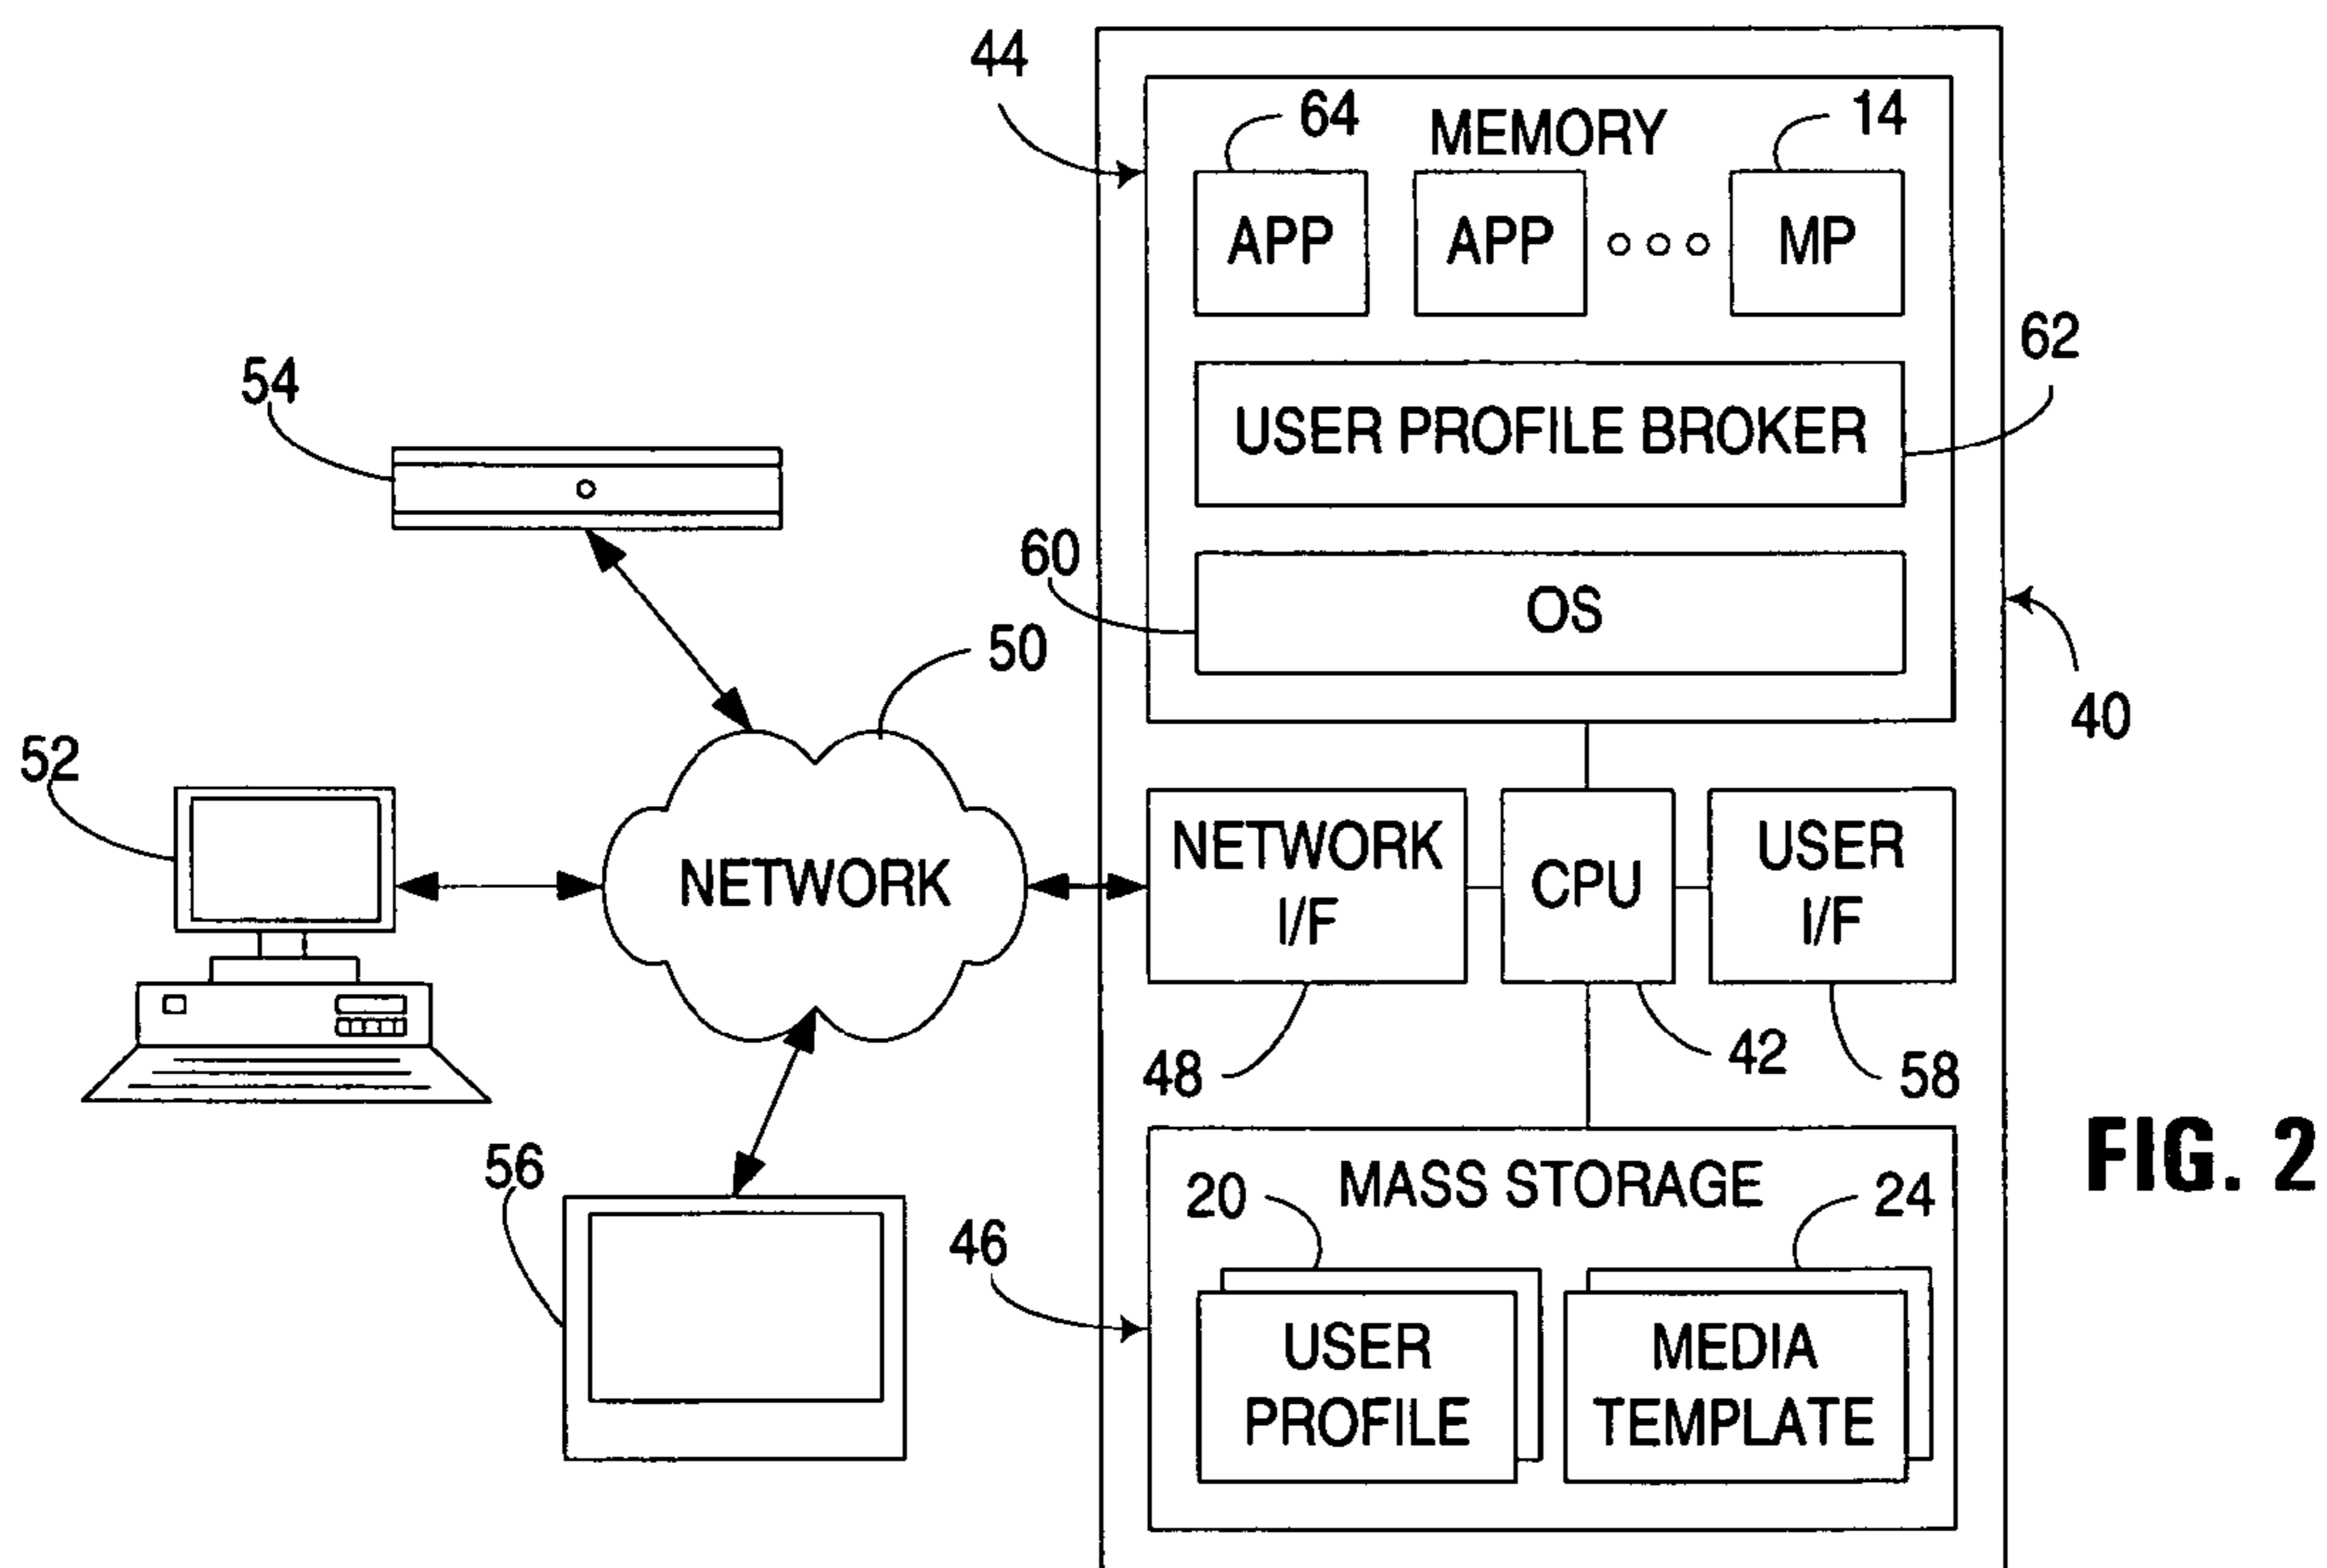 44
64
MEMORY
14
APP
APP
MP
62
54
USER PROFILE BROKER
60
OS
50
40
52
NETWORK
NETWORK
I/F
CPU
USER
I/F
48
42
58
FIG. 2
56
20
MASS STORAGE
24
46
USER
PROFILE
MEDIA
TEMPLATE